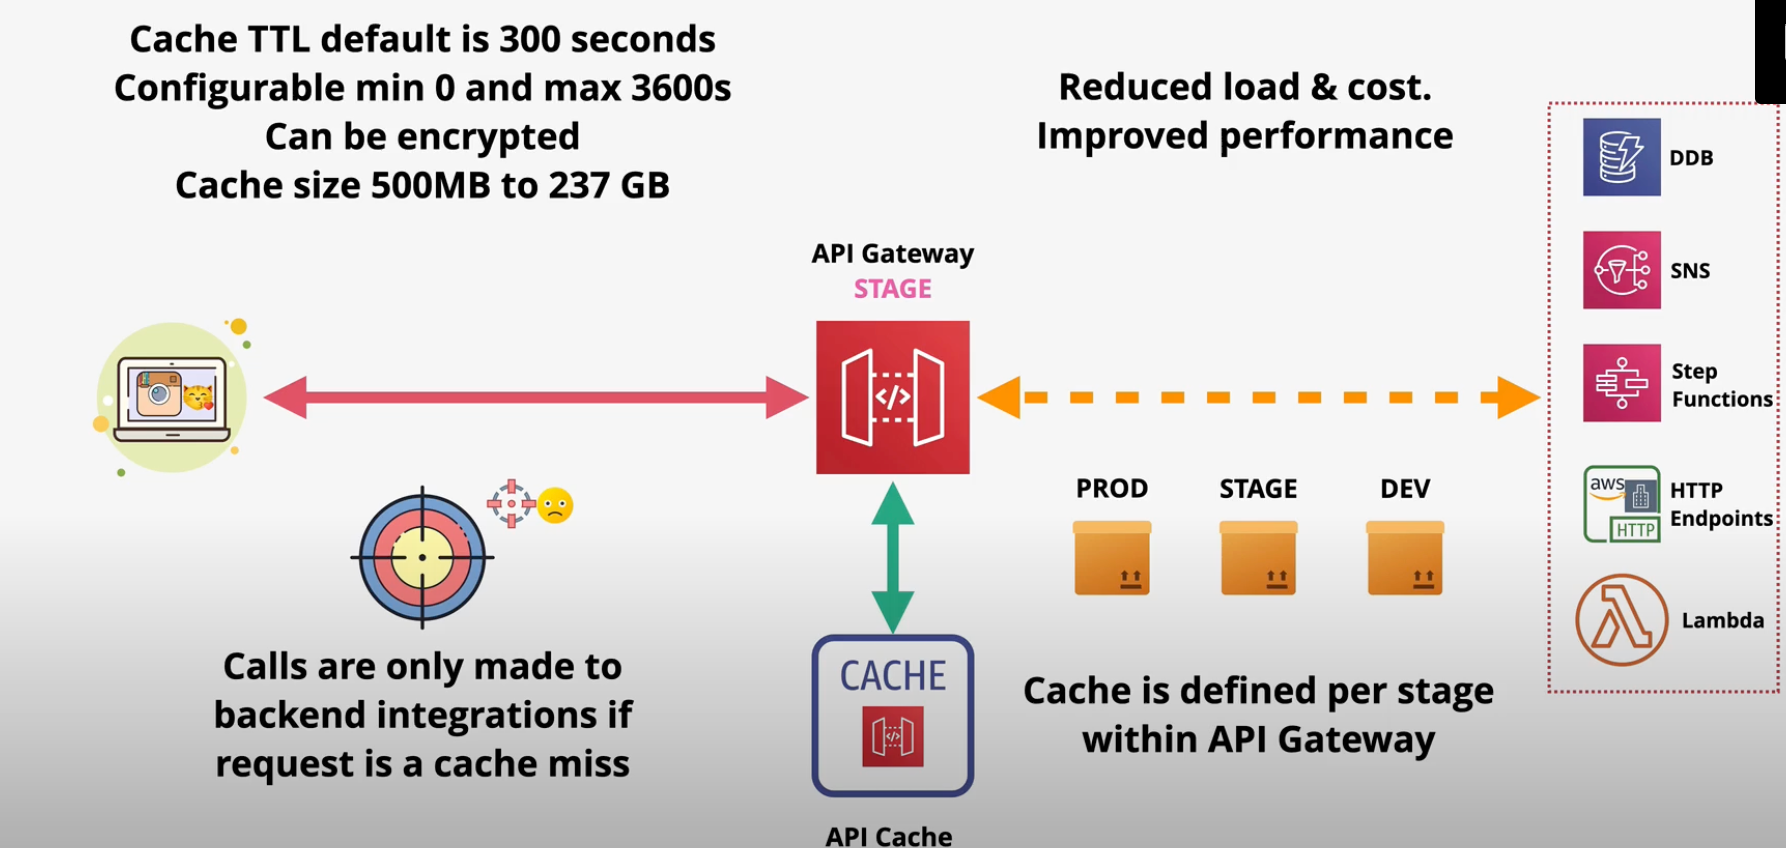 Cache TTL default is 300 seconds
Configurable min 0 and max 3600s
Can be encrypted
Cache size 500MB to 237 GB
Reduced load & cost.
Improved performance
API Gateway
STAGE
</>
DDB
SNS
Step
Functions
aws
HTTP
HTTP
Endpoints
Lambda
PROD
STAGE
DEV
Calls are only made to
backend integrations if
request is a cache miss
CACHE
</>
API Cache
Cache is defined per stage
within API Gateway